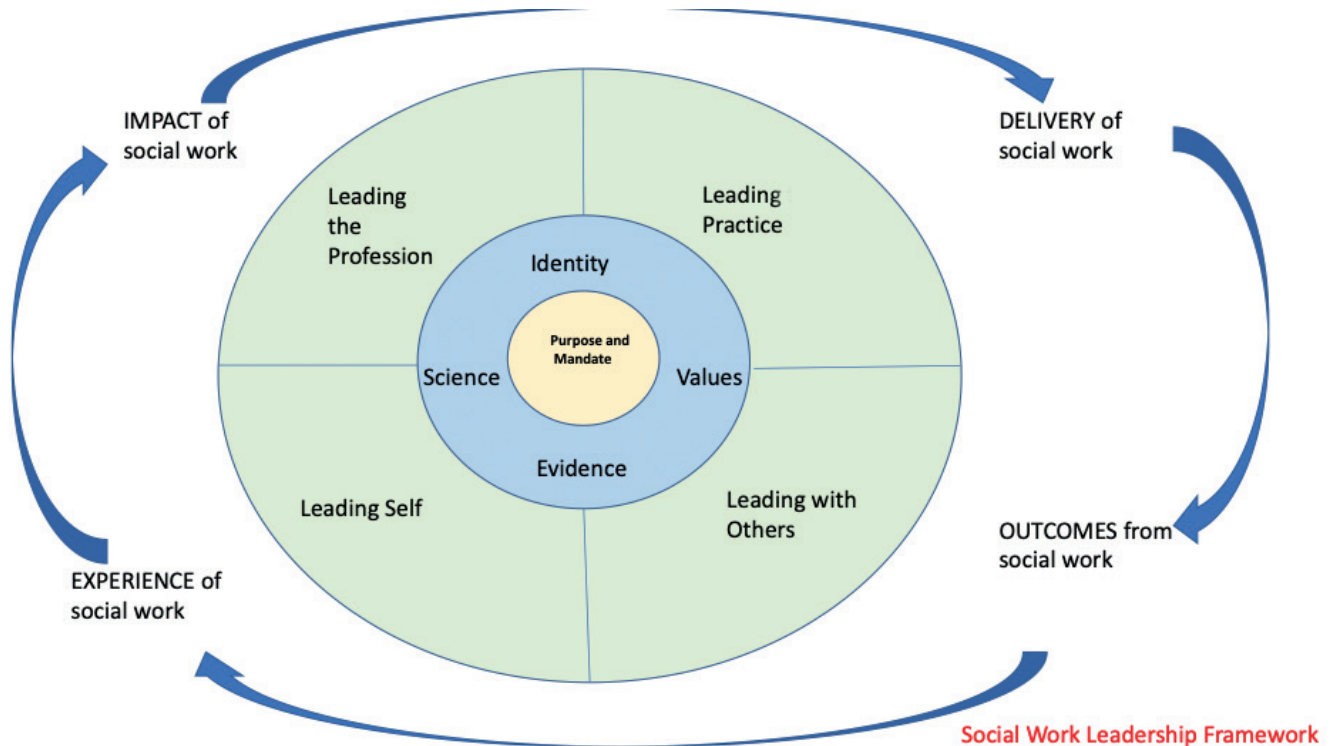 IMPACT of
social work
DELIVERY of
social work
Leading
the
Profession
Leading
Practice
Identity
Purpose and
Mandate
Science
Values
Evidence
Leading Self
Leading with
Others
EXPERIENCE of
social work
OUTCOMES from
social work
Social Work Leadership Framework